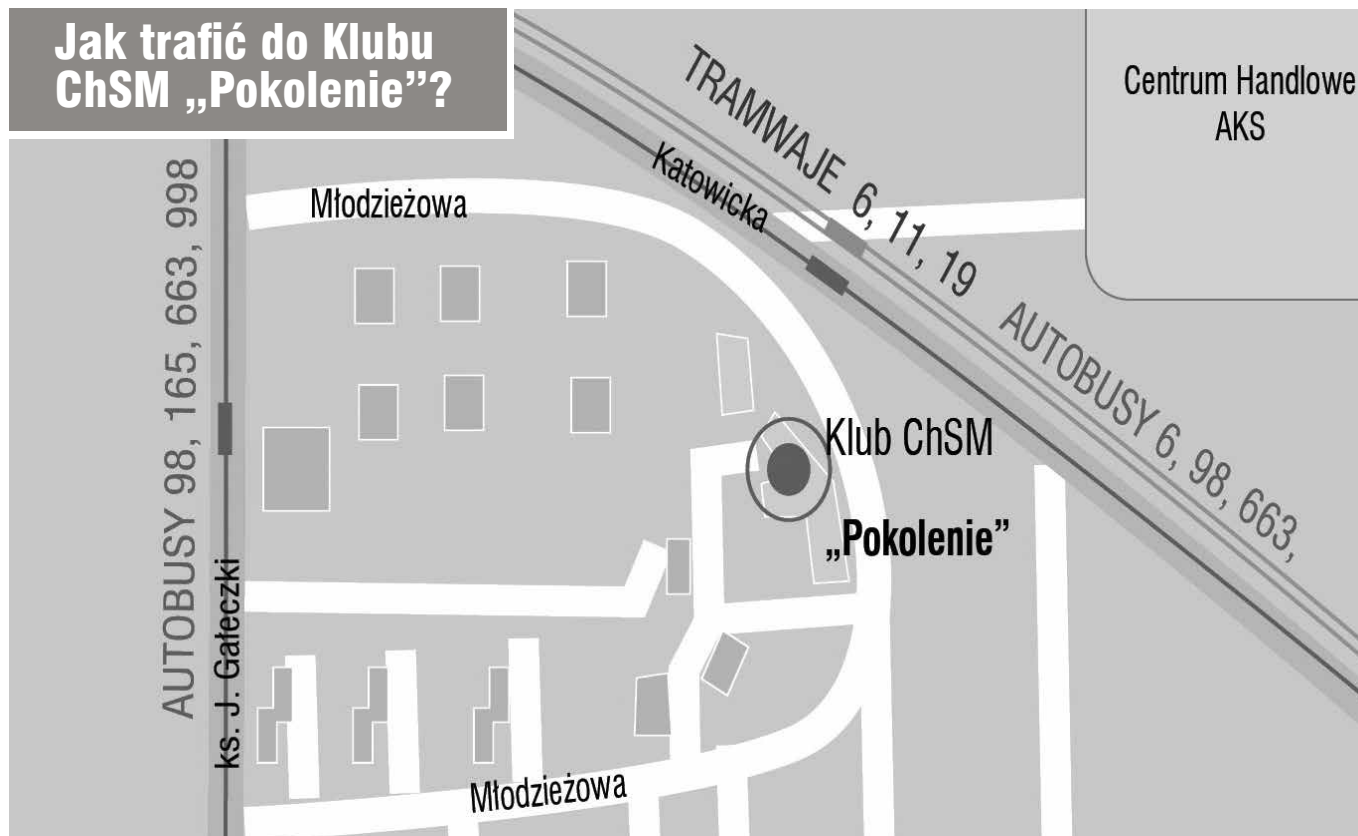 Jak trafić do Klubu
ChSM „Pokolenie”?
Centrum Handlowe
AKS
TRAMWAJE 6, 11, 19
Katowicka
Młodzieżowa
AUTOBUSY 98, 165, 663, 998
AUTOBUSY 6, 98, 663,
Klub ChSM
„Pokolenie”
ks. J. Gałeczki
Młodzieżowa